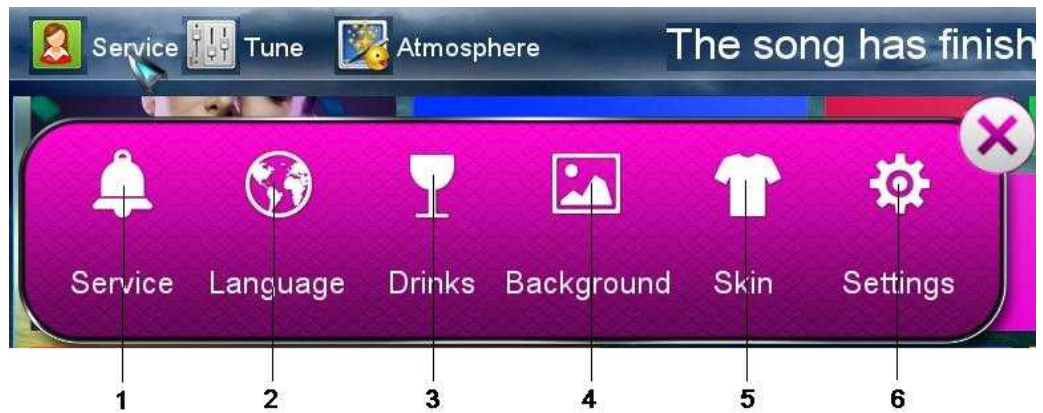 Service Tune Atmosphere The song has finish
Service Language Drinks Background Skin Settings
1 2 3 4 5 6